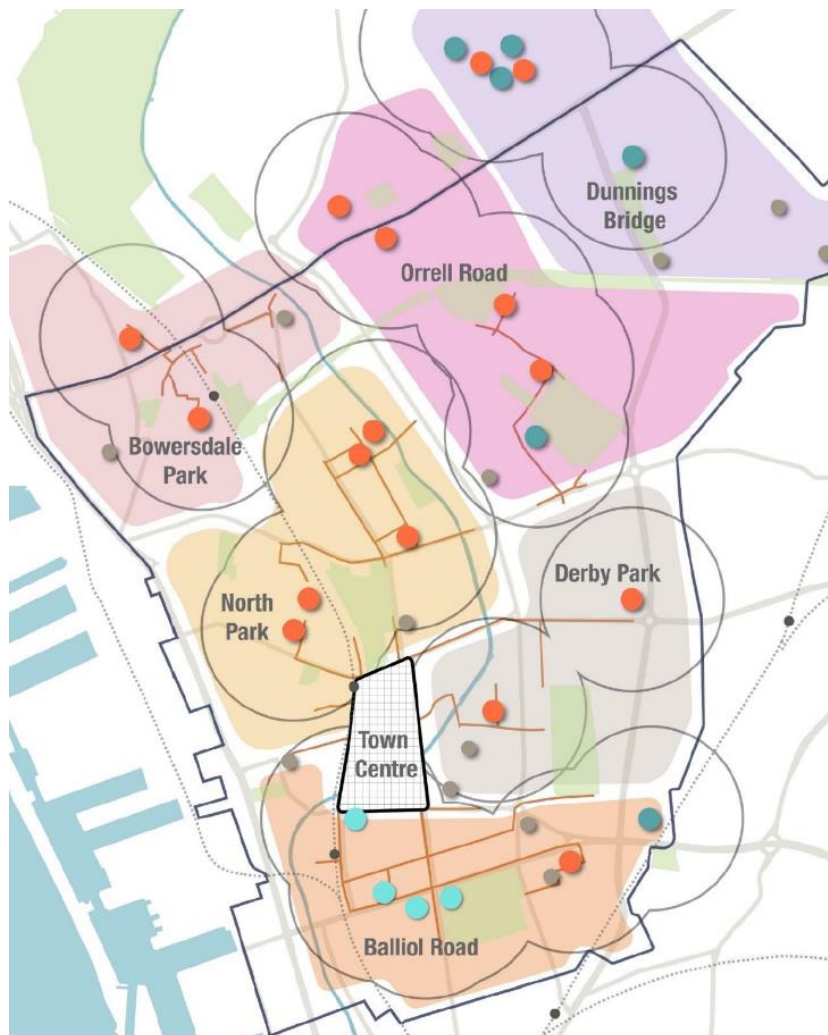 Dunnings
Bridge
Orrell Road
Bowersdale
Park
North
Park
Derby Park
Town
Centre
Balliol Road